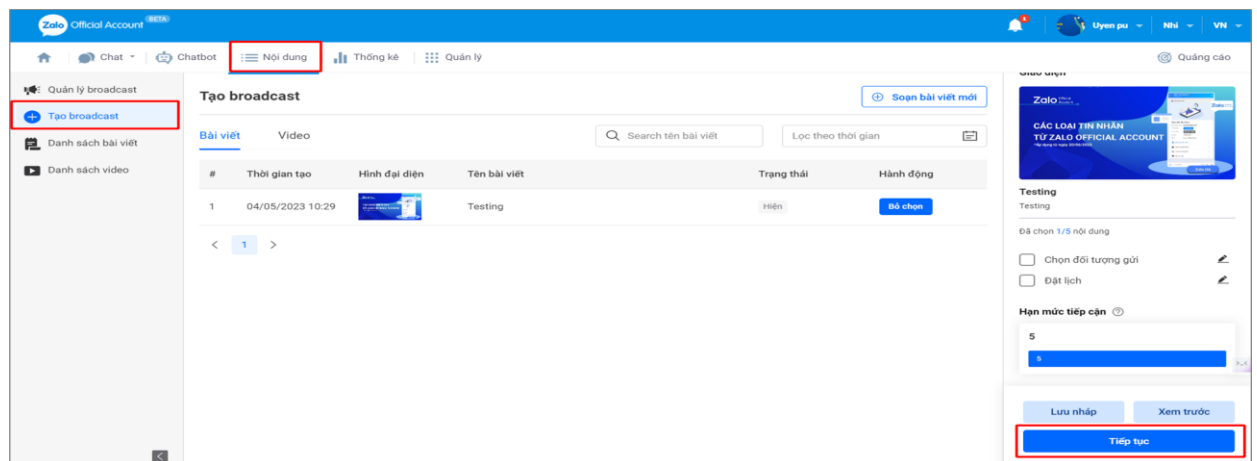 Zalo Official Account BETA
1 Uyen pu Nhi VN
Chat Chatbot Nội dung Thống kê Quản lý Quảng cáo
Quản lý broadcast
Tạo broadcast
Danh sách bài viết
Danh sách video
Tạo broadcast
Soạn bài viết mới
Bài viết Video
Search tên bài viết Lọc theo thời gian
# Thời gian tạo Hình đại diện Tên bài viết Trạng thái Hành động
1 04/05/2023 10:29 Testing Hiện Bỏ chọn
< 1 >
Giao diện
Zalo
CÁC LOẠI TIN NHẮN
TỪ ZALO OFFICIAL ACCOUNT
Testing
Testing
Đã chọn 1/5 nội dung
Chọn đối tượng gửi
Đặt lịch
Hạn mức tiếp cận
5
5
Lưu nháp Xem trước
Tiếp tục